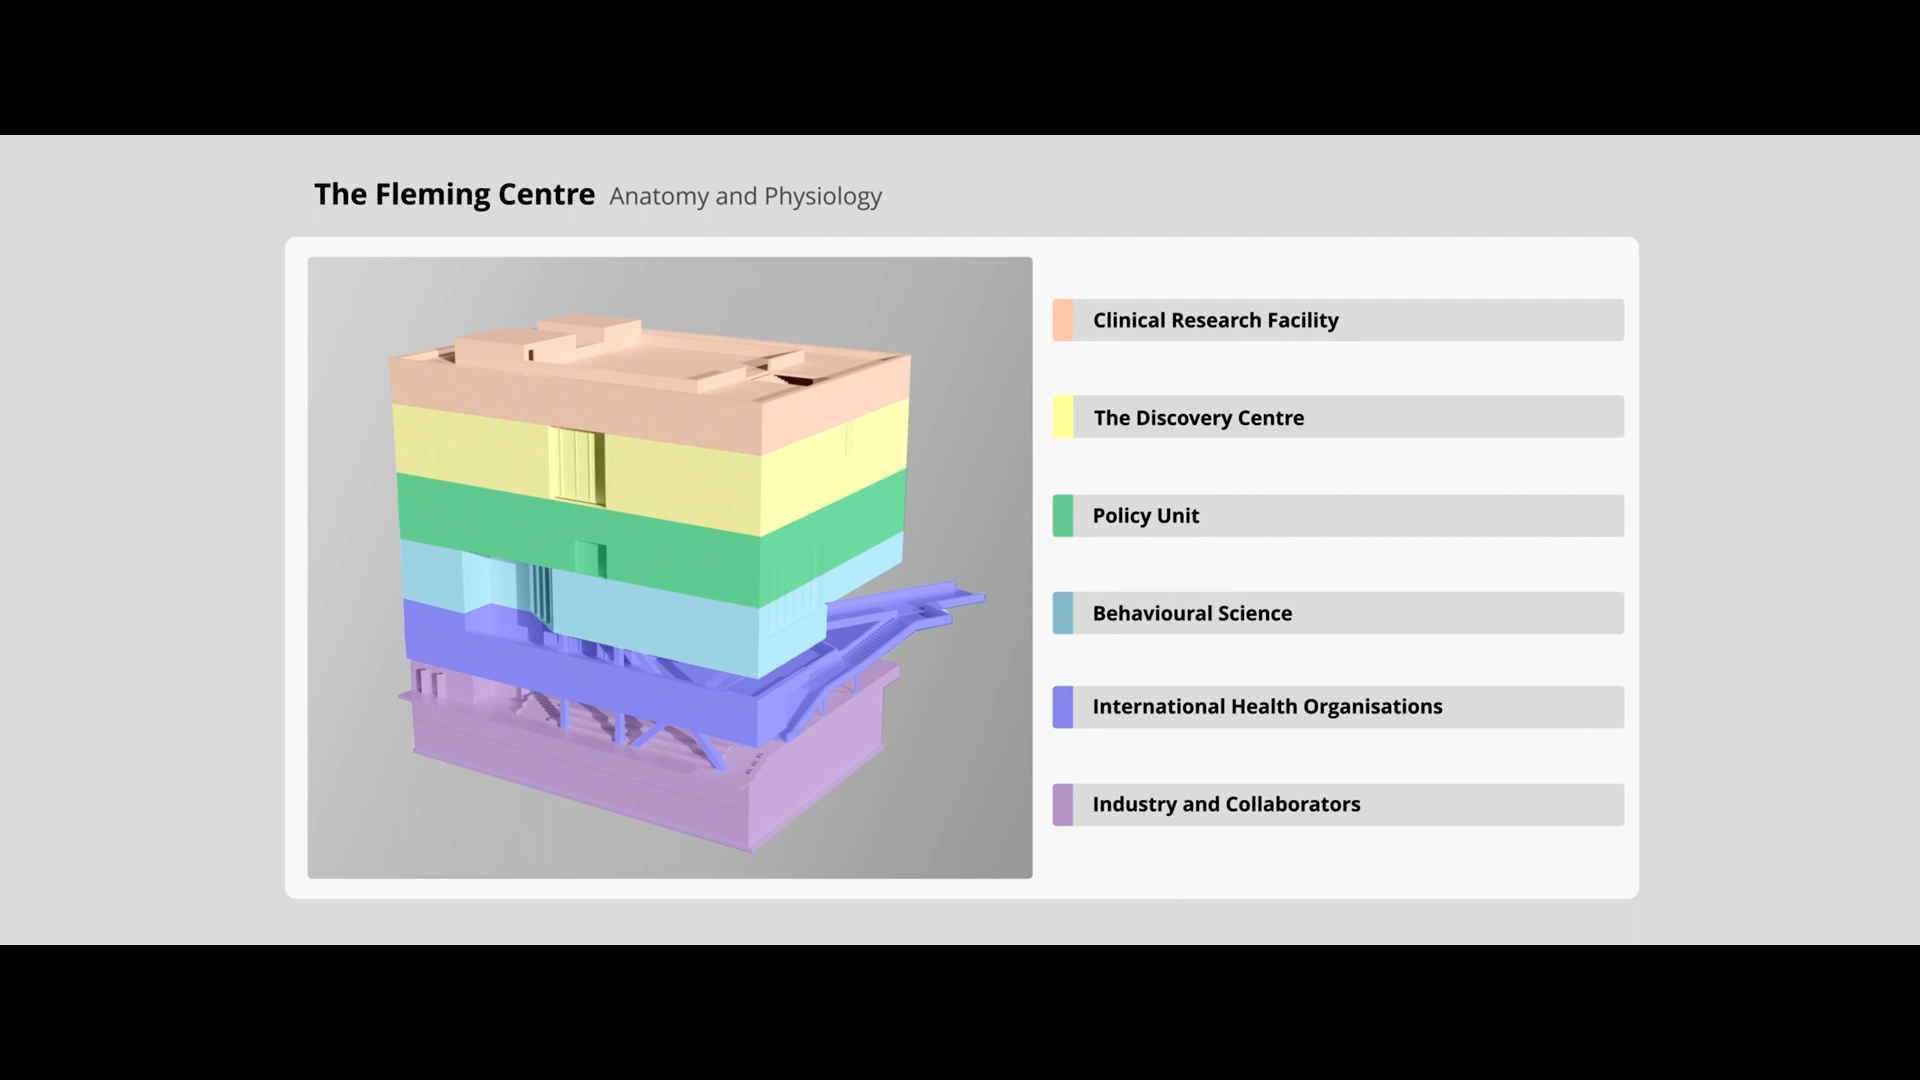 The Fleming Centre Anatomy and Physiology
Clinical Research Facility
The Discovery Centre
Policy Unit
Behavioural Science
International Health Organisations
Industry and Collaborators